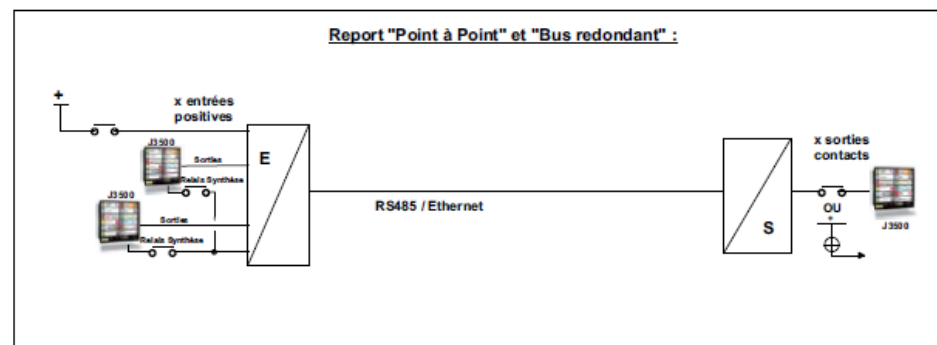 Report "Point à Point" et "Bus redondant" :
+
x entrées
positives
J3500
Sorties
Relais Synthèse
J3500
Sorties
Relais Synthèse
E
RS485 / Ethernet
S
x sorties
contacts
OU
+
J3500